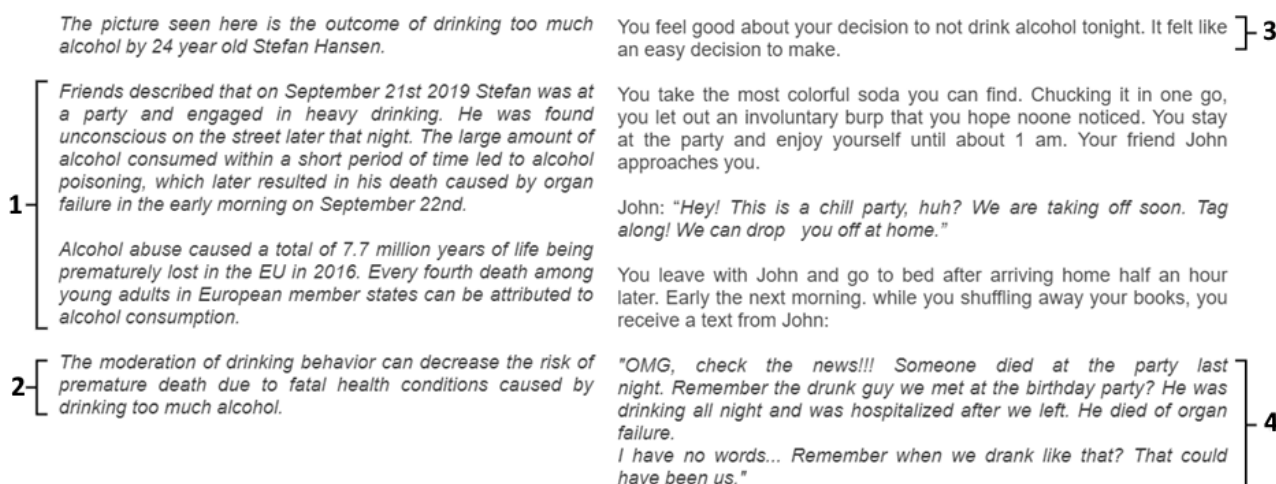 The picture seen here is the outcome of drinking too much
alcohol by 24 year old Stefan Hansen.
1
Friends described that on September 21st 2019 Stefan was at
a party and engaged in heavy drinking. He was found
unconscious on the street later that night. The large amount of
alcohol consumed within a short period of time led to alcohol
poisoning, which later resulted in his death caused by organ
failure in the early morning on September 22nd.
Alcohol abuse caused a total of 7.7 million years of life being
prematurely lost in the EU in 2016. Every fourth death among
young adults in European member states can be attributed to
alcohol consumption.
2
The moderation of drinking behavior can decrease the risk of
premature death due to fatal health conditions caused by
drinking too much alcohol.
You feel good about your decision to not drink alcohol tonight. It felt like
an easy decision to make.
3
You take the most colorful soda you can find. Chucking it in one go,
you let out an involuntary burp that you hope noone noticed. You stay
at the party and enjoy yourself until about 1 am. Your friend John
approaches you.
John: “Hey! This is a chill party, huh? We are taking off soon. Tag
along! We can drop you off at home.”
You leave with John and go to bed after arriving home half an hour
later. Early the next morning. while you shuffling away your books, you
receive a text from John:
"OMG, check the news!!! Someone died at the party last
night. Remember the drunk guy we met at the birthday party? He was
drinking all night and was hospitalized after we left. He died of organ
failure.
I have no words... Remember when we drank like that? That could
have been us."
4